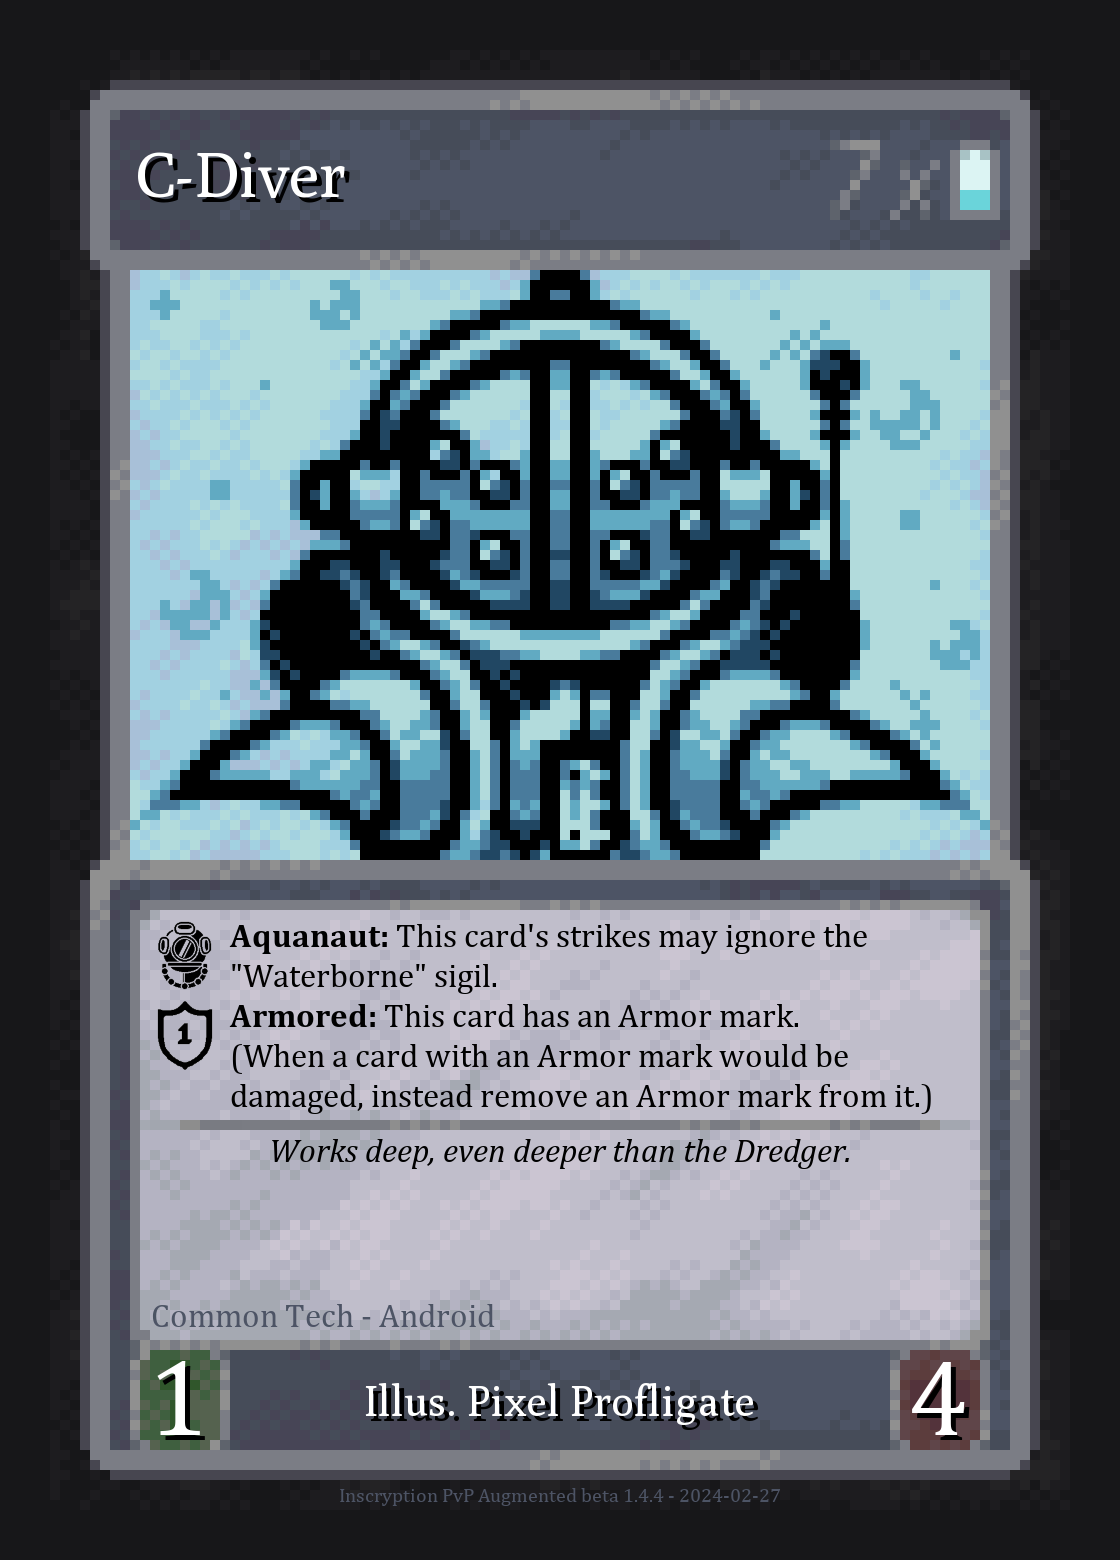 C-Diver 7x
Aquanaut: This card's strikes may ignore the
"Waterborne" sigil.
Armored: This card has an Armor mark.
1
(When a card with an Armor mark would be
damaged, instead remove an Armor mark from it.)
Works deep, even deeper than the Dredger.
Common Tech - Android
1 Illus. Pixel Profligate 4
Inscryption PvP Augmented beta 1.4.4 - 2024-02-27